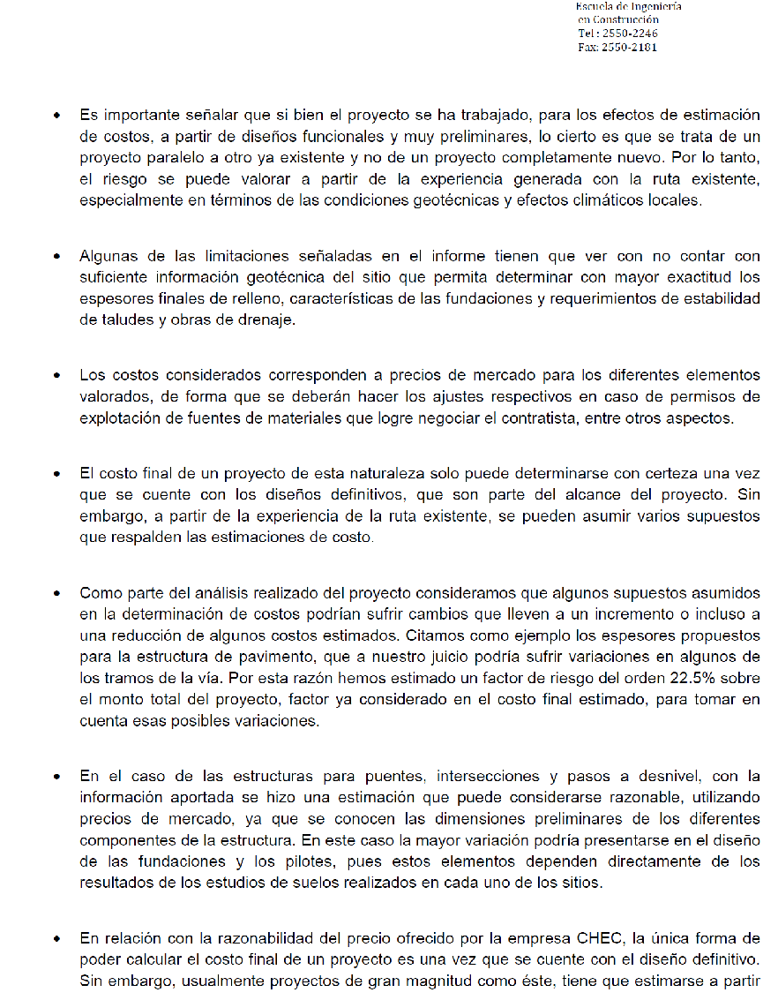 Escuela de Ingeniería
en Construcción
Tel : 2550-2246
Fax: 2550-2181
• Es importante señalar que si bien el proyecto se ha trabajado, para los efectos de estimación
de costos, a partir de diseños funcionales y muy preliminares, lo cierto es que se trata de un
proyecto paralelo a otro ya existente y no de un proyecto completamente nuevo. Por lo tanto,
el riesgo se puede valorar a partir de la experiencia generada con la ruta existente,
especialmente en términos de las condiciones geotécnicas y efectos climáticos locales.
• Algunas de las limitaciones señaladas en el informe tienen que ver con no contar con
suficiente información geotécnica del sitio que permita determinar con mayor exactitud los
espesores finales de relleno, características de las fundaciones y requerimientos de estabilidad
de taludes y obras de drenaje.
• Los costos considerados corresponden a precios de mercado para los diferentes elementos
valorados, de forma que se deberán hacer los ajustes respectivos en caso de permisos de
explotación de fuentes de materiales que logre negociar el contratista, entre otros aspectos.
• El costo final de un proyecto de esta naturaleza solo puede determinarse con certeza una vez
que se cuente con los diseños definitivos, que son parte del alcance del proyecto. Sin
embargo, a partir de la experiencia de la ruta existente, se pueden asumir varios supuestos
que respalden las estimaciones de costo.
• Como parte del análisis realizado del proyecto consideramos que algunos supuestos asumidos
en la determinación de costos podrían sufrir cambios que lleven a un incremento o incluso a
una reducción de algunos costos estimados. Citamos como ejemplo los espesores propuestos
para la estructura de pavimento, que a nuestro juicio podría sufrir variaciones en algunos de
los tramos de la vía. Por esta razón hemos estimado un factor de riesgo del orden 22.5% sobre
el monto total del proyecto, factor ya considerado en el costo final estimado, para tomar en
cuenta esas posibles variaciones.
• En el caso de las estructuras para puentes, intersecciones y pasos a desnivel, con la
información aportada se hizo una estimación que puede considerarse razonable, utilizando
precios de mercado, ya que se conocen las dimensiones preliminares de los diferentes
componentes de la estructura. En este caso la mayor variación podría presentarse en el diseño
de las fundaciones y los pilotes, pues estos elementos dependen directamente de los
resultados de los estudios de suelos realizados en cada uno de los sitios.
• En relación con la razonabilidad del precio ofrecido por la empresa CHEC, la única forma de
poder calcular el costo final de un proyecto es una vez que se cuente con el diseño definitivo.
Sin embargo, usualmente proyectos de gran magnitud como éste, tiene que estimarse a partir